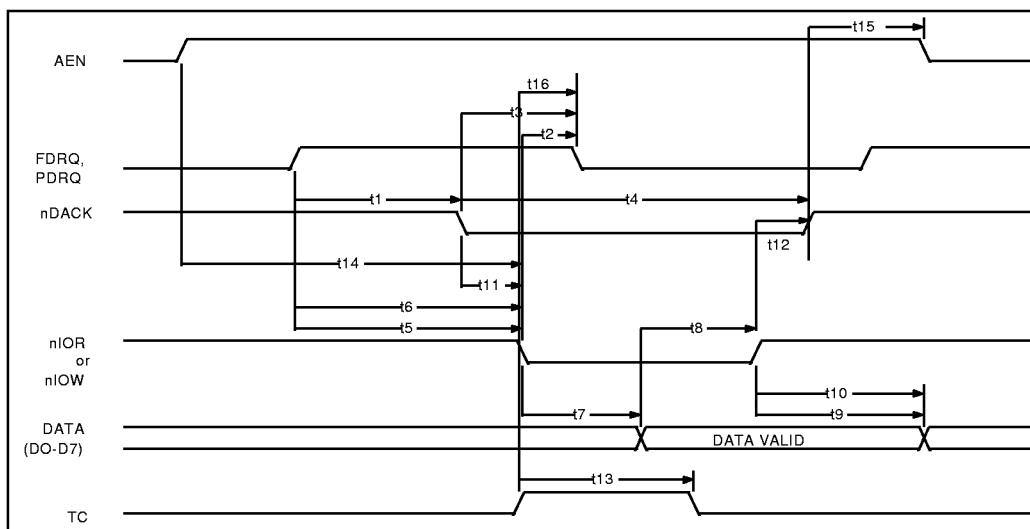 t15
AEN
t16
t3
t2
FDRQ,
PDRQ
t1
t4
nDACK
t12
t14
t11
t6
t5
t8
nIOR
or
nIOW
t10
t7
t9
DATA
(DO-D7)
DATA VALID
t13
TC